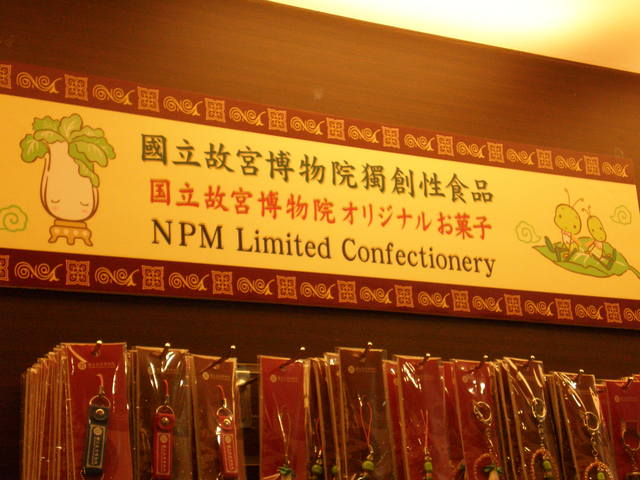 國立故宮博物院獨創性食品
国立故宮博物院オリジナルお菓子
NPM Limited Confectionery